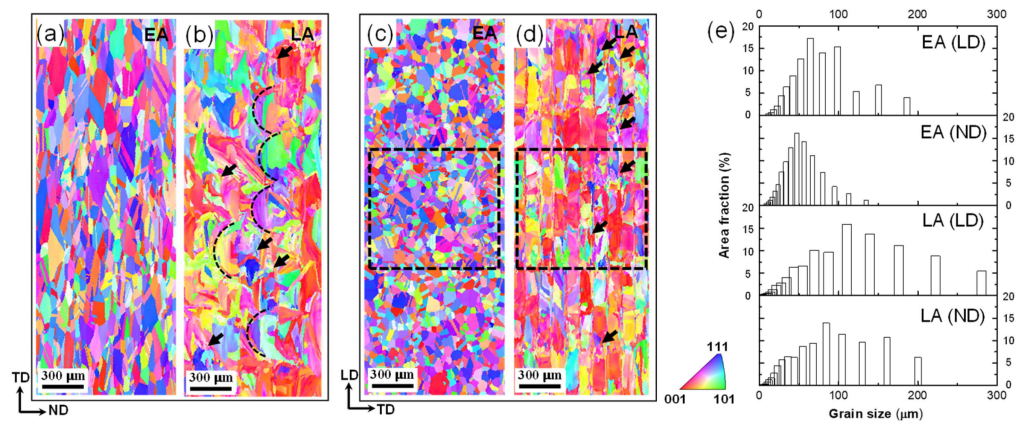 (a) EA
(b) LA
300 μm
300 μm
TD
ND
(c) EA
(d) LA
300 μm
300 μm
LD
TD
111
001 101
(e)
0 100 200 300
20
15
10
5
0
EA (LD)
20
15
10
5
0
EA (ND)
20
15
10
5
0
LA (LD)
20
15
10
5
0
LA (ND)
Area fraction (%)
0 100 200 300
Grain size (μm)